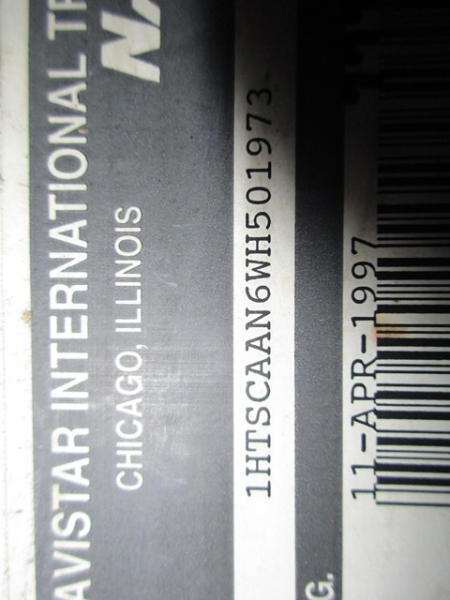 NA
AVISTAR INTERNATIONAL TR
CHICAGO, ILLINOIS
1HTSCAAN6WH501973
G.
11-APR-1997